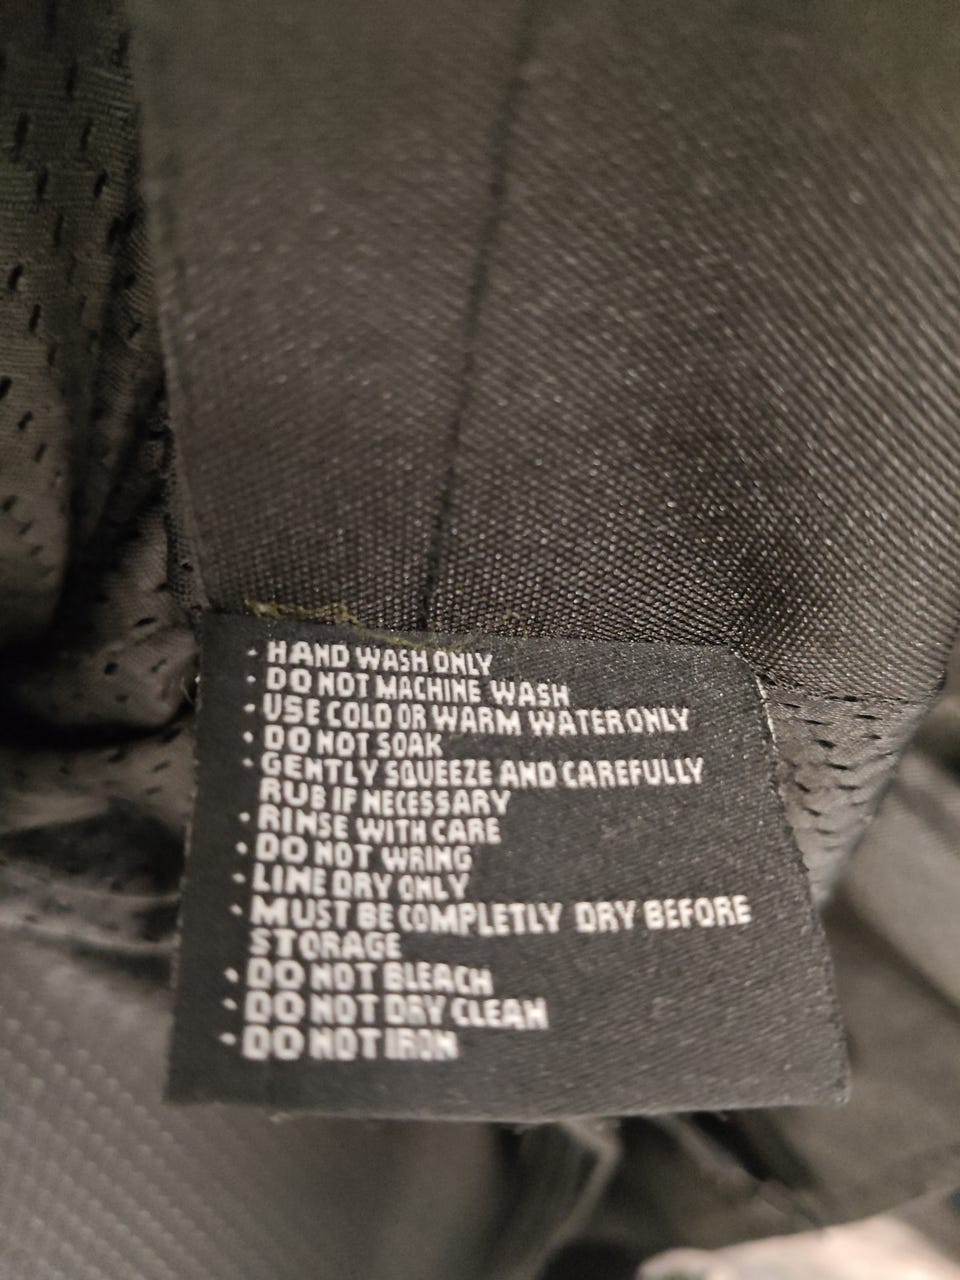 • HAND WASH ONLY
• DO NOT MACHINE WASH
• USE COLD OR WARM WATER ONLY
• DO NOT SOAK
• GENTLY SQUEEZE AND CAREFULLY
RUB IF NECESSARY
• RINSE WITH CARE
• DO NOT WRING
• LINE DRY ONLY
• MUST BE COMPLETLY DRY BEFORE
STORAGE
• DO NOT BLEACH
• DO NOT DRY CLEAN
• DO NOT IRON